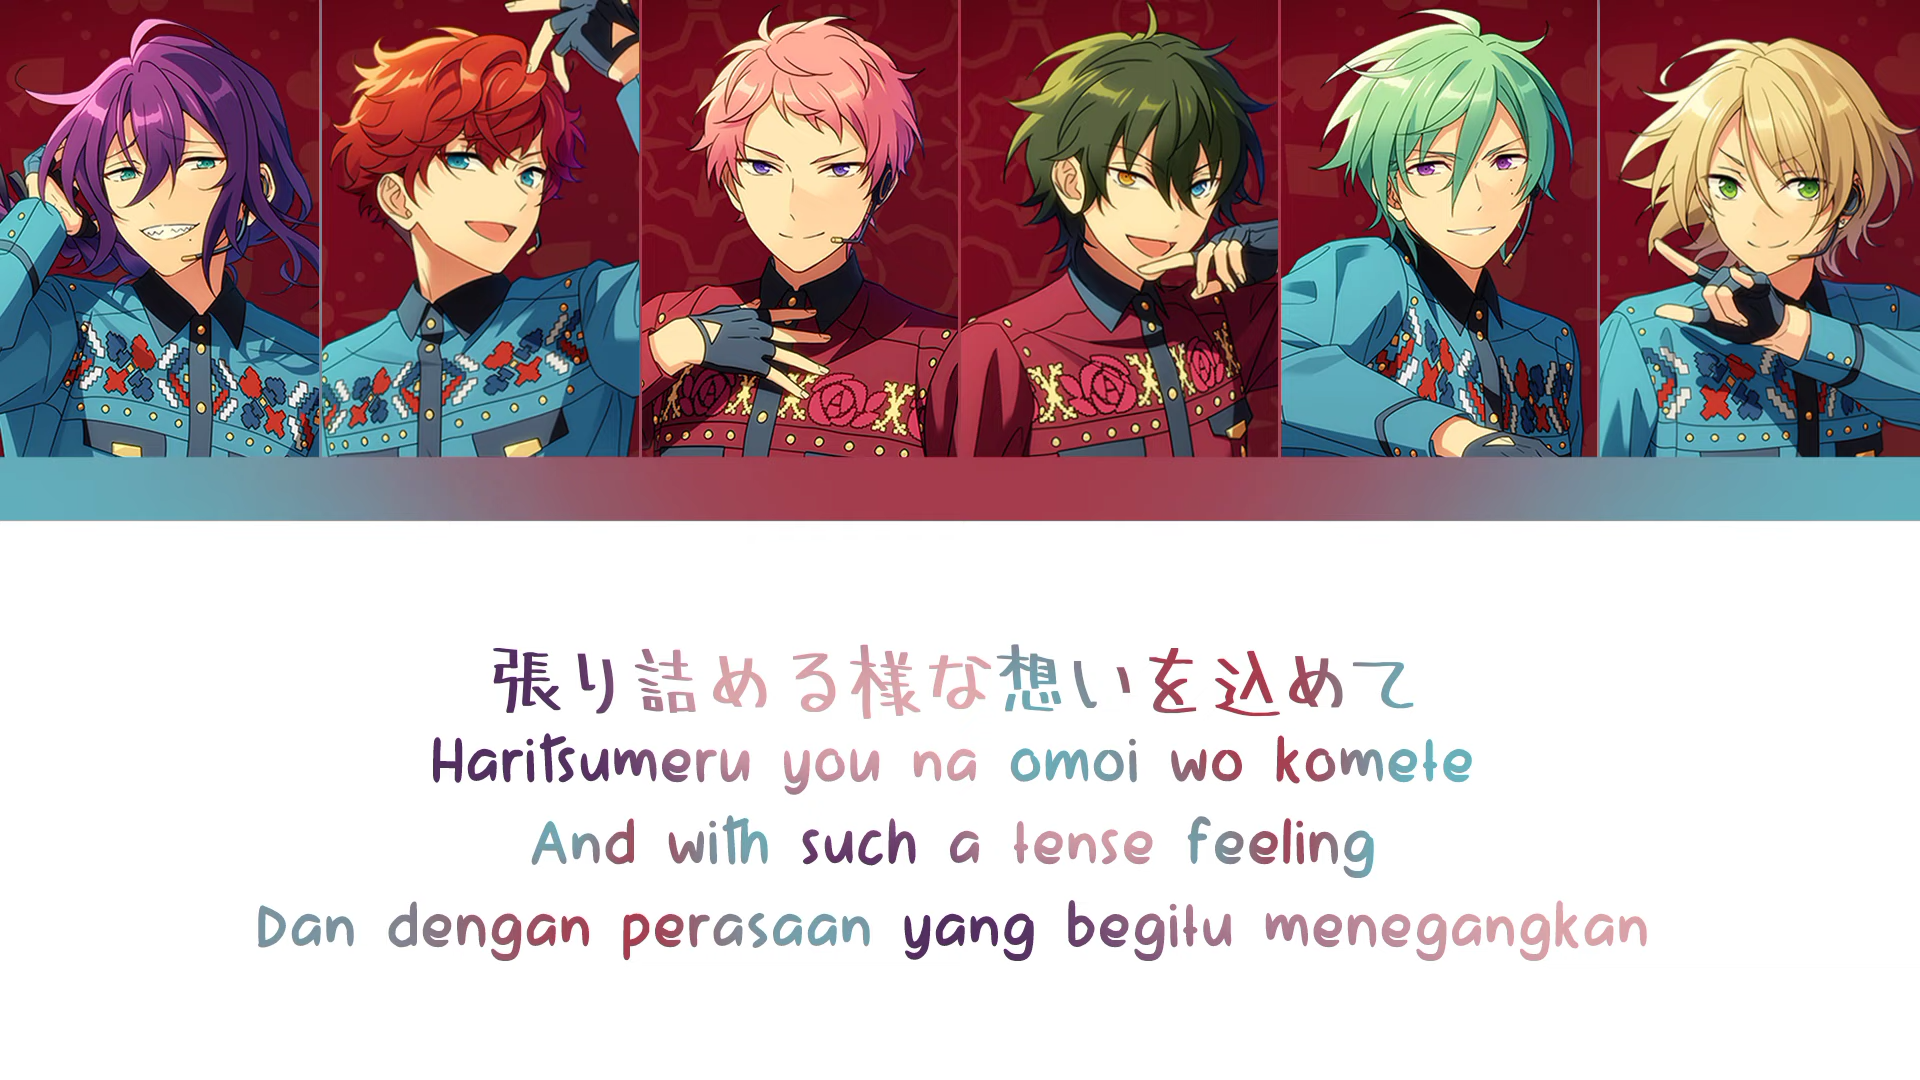 張り詰める様な想いを込めて
Haritsumeru you na omoi wo komete
And with such a tense feeling
Dan dengan perasaan yang begitu menegangkan